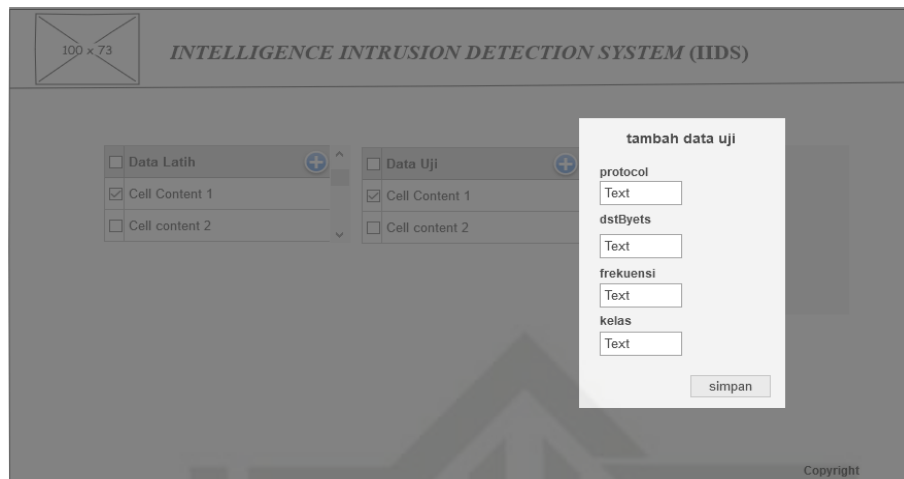 100 x 73
INTELLIGENCE INTRUSION DETECTION SYSTEM (IIDS)
Data Latih
Cell Content 1
Cell content 2
Data Uji
Cell Content 1
Cell content 2
tambah data uji
protocol
Text
dstByets
Text
frekuensi
Text
kelas
Text
simpan
Copyright